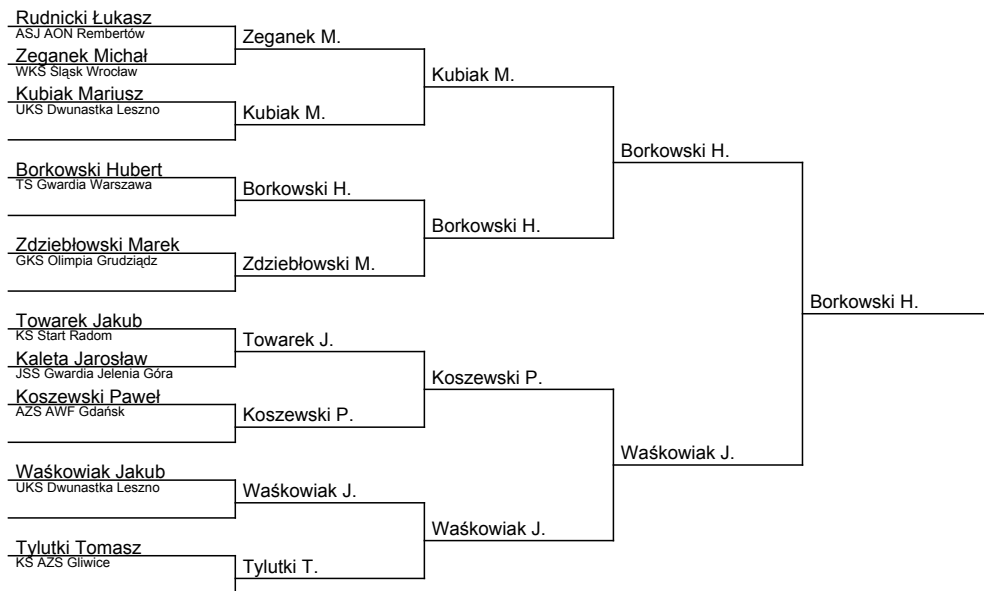 Rudnicki Łukasz
ASJ AON Rembertów
Zeganek Michał
WKS Śląsk Wrocław
Kubiak Mariusz
UKS Dwunastka Leszno
Borkowski Hubert
TS Gwardia Warszawa
Zdziebłowski Marek
GKS Olimpia Grudziądz
Towarek Jakub
KS Start Radom
Kaleta Jarosław
JSS Gwardia Jelenia Góra
Koszewski Paweł
AZS AWF Gdańsk
Waśkowiak Jakub
UKS Dwunastka Leszno
Tylutki Tomasz
KS AZS Gliwice
Zeganek M.
Kubiak M.
Borkowski H.
Zdziebłowski M.
Towarek J.
Koszewski P.
Waśkowiak J.
Tylutki T.
Kubiak M.
Borkowski H.
Koszewski P.
Waśkowiak J.
Borkowski H.
Waśkowiak J.
Borkowski H.